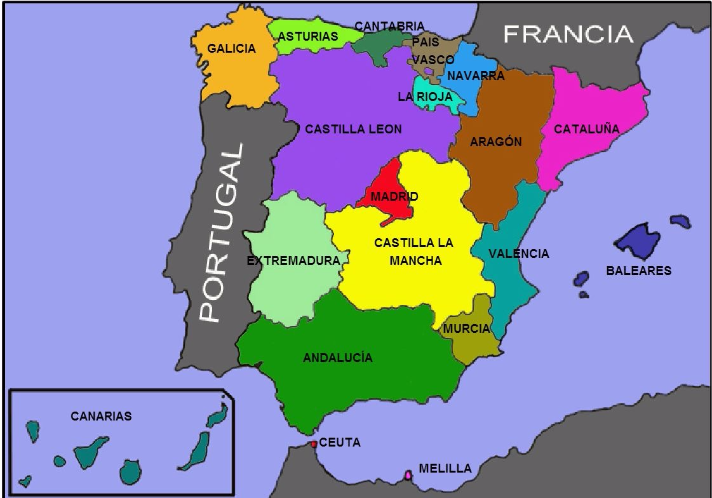 CANTABRIA
FRANCIA
ASTURIAS
PAIS
VASCO
GALICIA
NAVARRA
LA RIOJA
CASTILLA LEON
ARAGÓN
CATALUÑA
MADRID
PORTUGAL
CASTILLA LA
MANCHA
EXTREMADURA
VALENCIA
BALEARES
MURCIA
ANDALUCÍA
CANARIAS
CEUTA
MELILLA